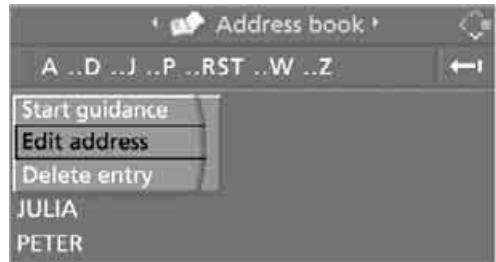 Address book
A ..D ..J ..P ..RST ..W ..Z
Start guidance
Edit address
Delete entry
JULIA
PETER